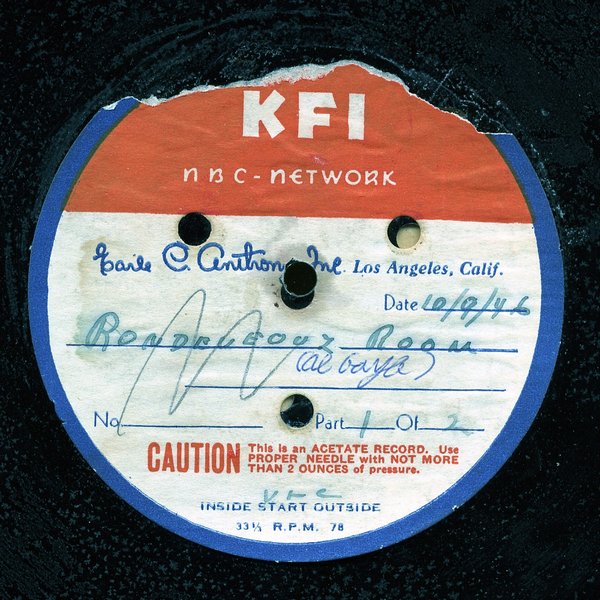 KFI
NBC-NETWORK
Earle C. Anthony, Inc. Los Angeles, Calif.
Date 10/9/46
RONDEVEOUZ ROOM
No. Part 1 Of 2
CAUTION This is an ACETATE RECORD. Use
PROPER NEEDLE with NOT MORE
THAN 2 OUNCES of pressure.
INSIDE START OUTSIDE
33⅓ R.P.M. 78